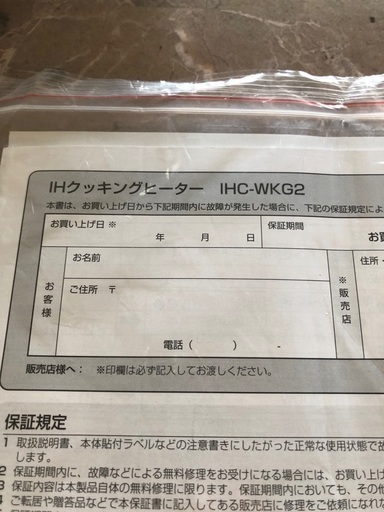 IHクッキングヒーター　IHC-WKG2
本書は、お買い上げ日から下記期間内に故障が発生した場合に、下記の保証規定によ
お買い上げ日 ※　保証期間
年　月　日　お買
お名前　住所・
お客様　ご住所　〒　※販売店
電話（　　　）　　-
販売店様へ：　※印欄は必ず記入してお渡しください。
保証規定
1 取扱説明書、本体貼付ラベルなどの注意書きにしたがった正常な使用状態で故
します。
2 保証期間内に、故障などによる無料修理をお受けになる場合には、お買い上げ
3 保証内容は本製品自体の無料修理に限ります。保証期間内においても、その他
4 ご転居や贈答品などで本保証書に記入してある販売店に修理をご依頼になれな